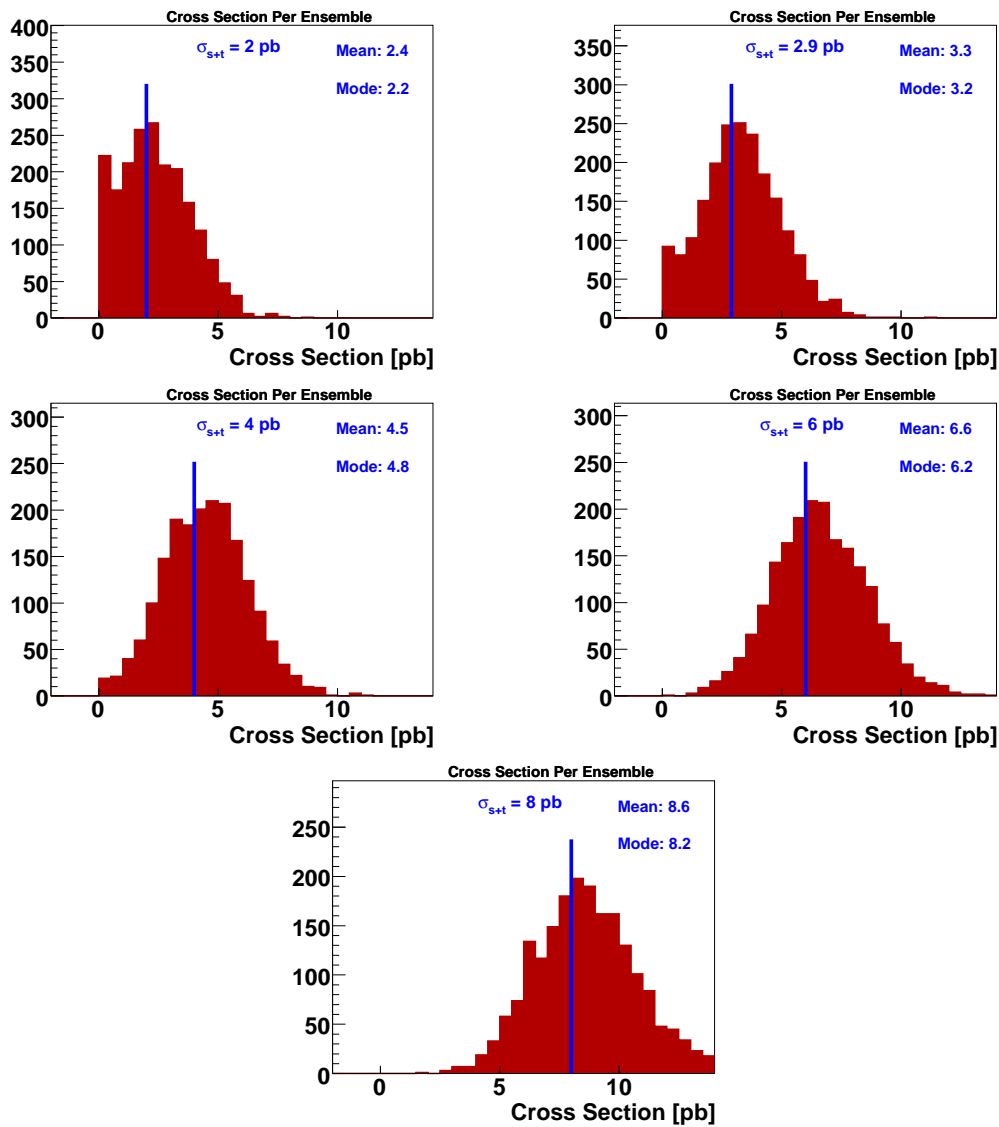 Cross Section Per Ensemble
σs+t = 2 pb
Mean: 2.4
Mode: 2.2
400
350
300
250
200
150
100
50
0
0 5 10
Cross Section [pb]
Cross Section Per Ensemble
σs+t = 2.9 pb
Mean: 3.3
Mode: 3.2
350
300
250
200
150
100
50
0
0 5 10
Cross Section [pb]
Cross Section Per Ensemble
σs+t = 4 pb
Mean: 4.5
Mode: 4.8
300
250
200
150
100
50
0
0 5 10
Cross Section [pb]
Cross Section Per Ensemble
σs+t = 6 pb
Mean: 6.6
Mode: 6.2
300
250
200
150
100
50
0
0 5 10
Cross Section [pb]
Cross Section Per Ensemble
σs+t = 8 pb
Mean: 8.6
Mode: 8.2
250
200
150
100
50
0
0 5 10
Cross Section [pb]